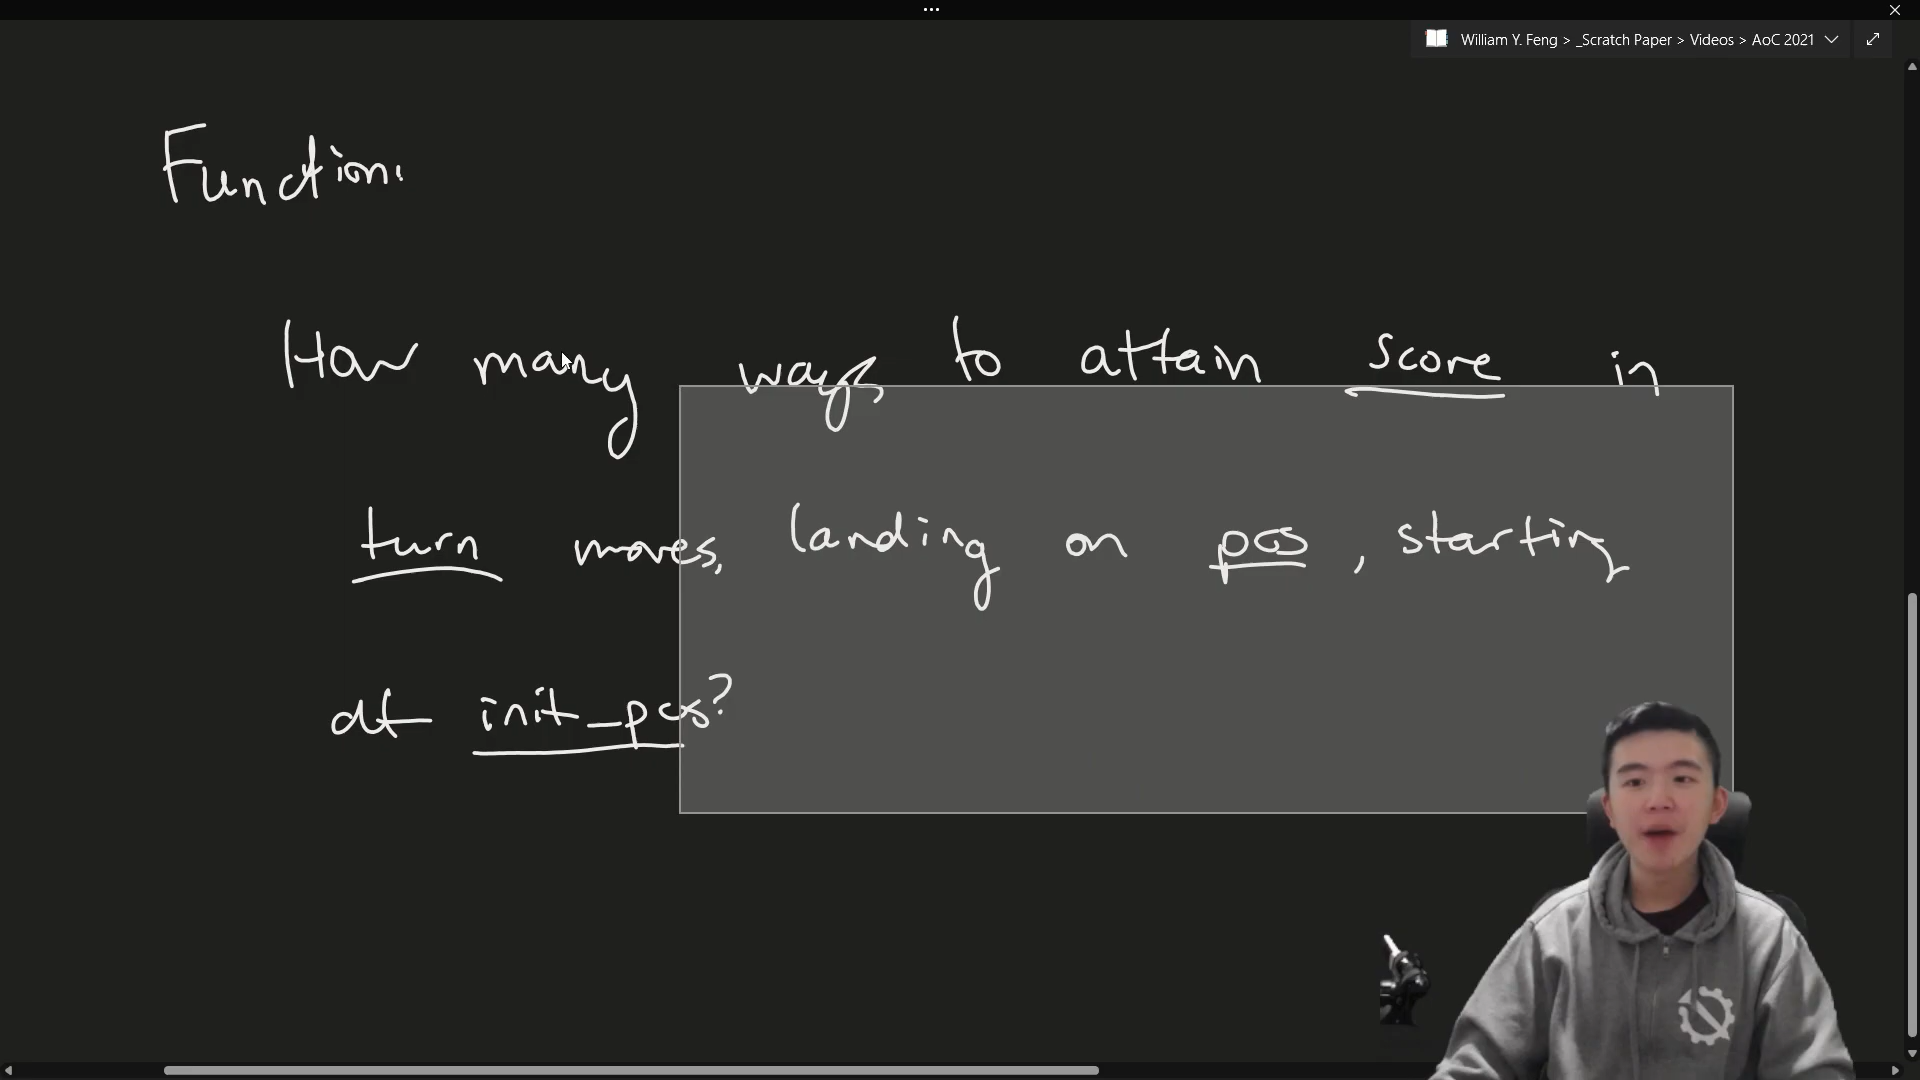 ...
William Y. Feng > _Scratch Paper > Videos > AoC 2021
Function:
How many ways to attain score in
turn moves, landing on pos, starting
at init_pos?